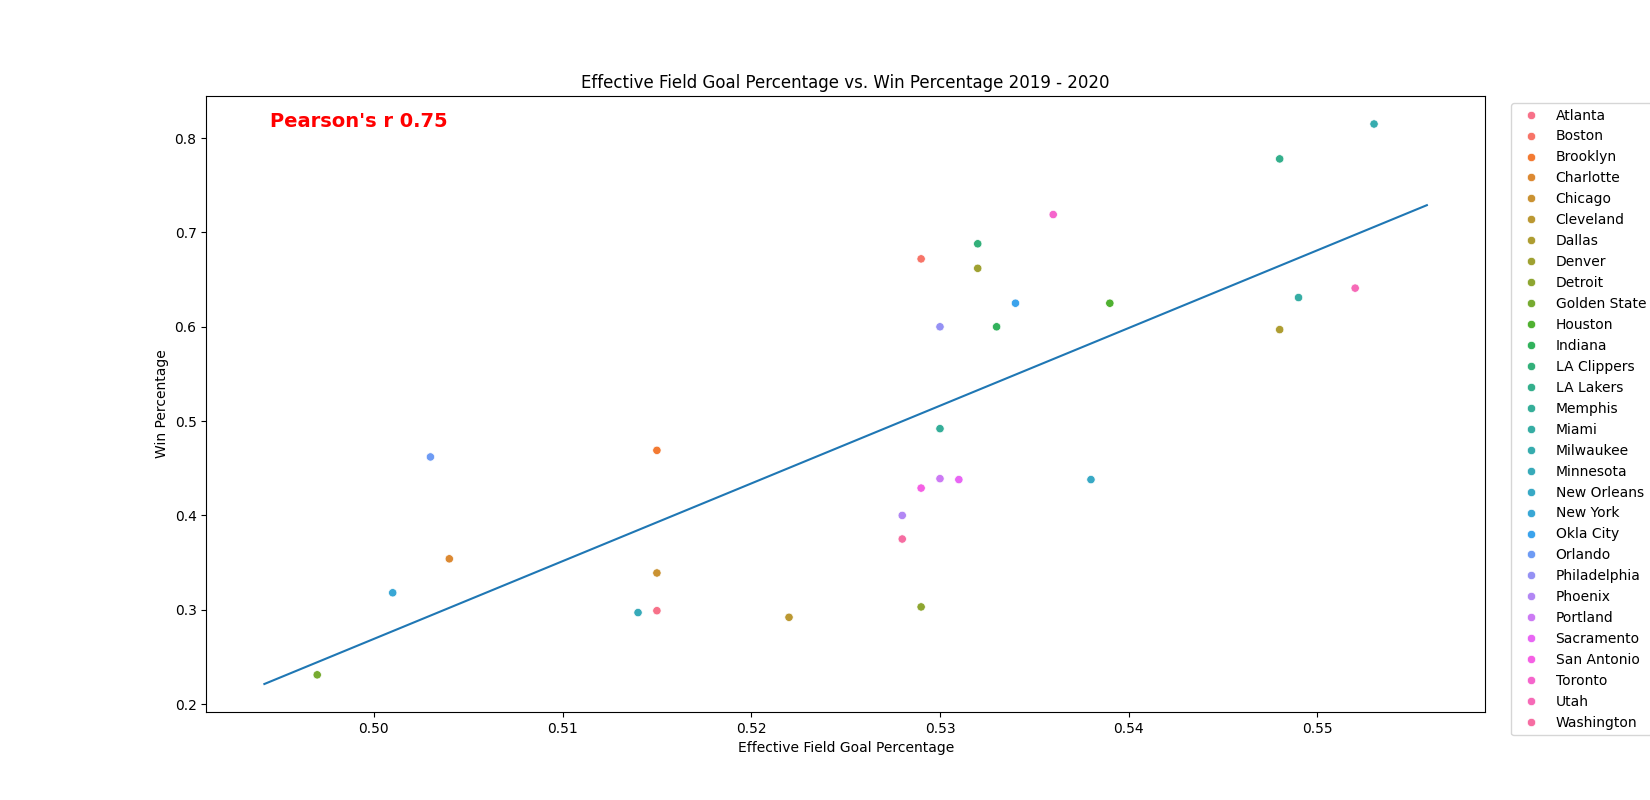 Effective Field Goal Percentage vs. Win Percentage 2019 - 2020
Pearson's r 0.75
0.8
0.7
0.6
0.5
0.4
0.3
0.2
Win Percentage
0.50 0.51 0.52 0.53 0.54 0.55
Effective Field Goal Percentage
Atlanta
Boston
Brooklyn
Charlotte
Chicago
Cleveland
Dallas
Denver
Detroit
Golden State
Houston
Indiana
LA Clippers
LA Lakers
Memphis
Miami
Milwaukee
Minnesota
New Orleans
New York
Okla City
Orlando
Philadelphia
Phoenix
Portland
Sacramento
San Antonio
Toronto
Utah
Washington